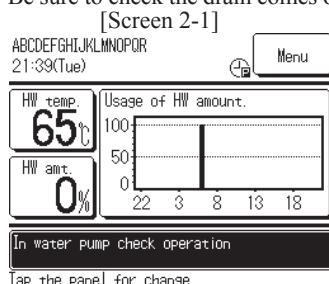 Be sure to check the drain comes o
[Screen 2-1]
ABCDEFGHIJKLMNOPQR
21:39(Tue)
Menu
HW temp.
65℃
Usage of HW amount.
100
50
0
22 3 8 13 18
HW amt.
0%
In water pump check operation
Tap the panel for change